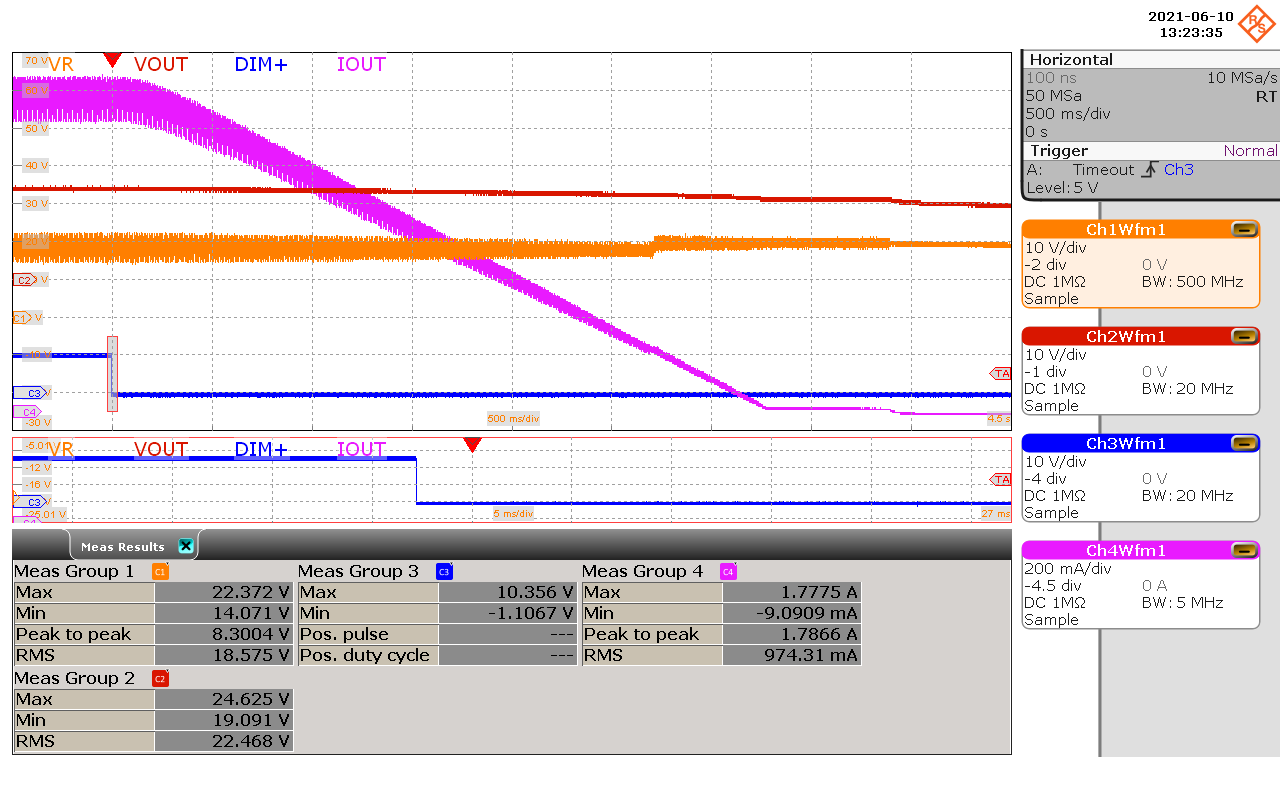 2021-06-10
13:23:35
R S
70 V VR VOUT DIM+ IOUT
60 V
50 V
40 V
30 V
20 V
C2 V
C1 V
-10 V
C3
C4
-30 V
500 ms/div
4.5 s
TA
-5.01 VR VOUT DIM+ IOUT
-12 V
-16 V
TA
C3 V
-25.01 V
5 ms/div
27 ms
C4
Horizontal
100 ns 10 MSa/s
50 MSa RT
500 ms/div
0 s
Trigger Normal
A: Timeout Ch3
Level: 5 V
Ch1Wfm1
10 V/div
-2 div 0 V
DC 1MΩ BW: 500 MHz
Sample
Ch2Wfm1
10 V/div
-1 div 0 V
DC 1MΩ BW: 20 MHz
Sample
Ch3Wfm1
10 V/div
-4 div 0 V
DC 1MΩ BW: 20 MHz
Sample
Ch4Wfm1
200 mA/div
-4.5 div 0 A
DC 1MΩ BW: 5 MHz
Sample
Meas Results
Meas Group 1 C1
Max 22.372 V
Min 14.071 V
Peak to peak 8.3004 V
RMS 18.575 V
Meas Group 3 C3
Max 10.356 V
Min -1.1067 V
Pos. pulse ---
Pos. duty cycle ---
Meas Group 4 C4
Max 1.7775 A
Min -9.0909 mA
Peak to peak 1.7866 A
RMS 974.31 mA
Meas Group 2 C2
Max 24.625 V
Min 19.091 V
RMS 22.468 V